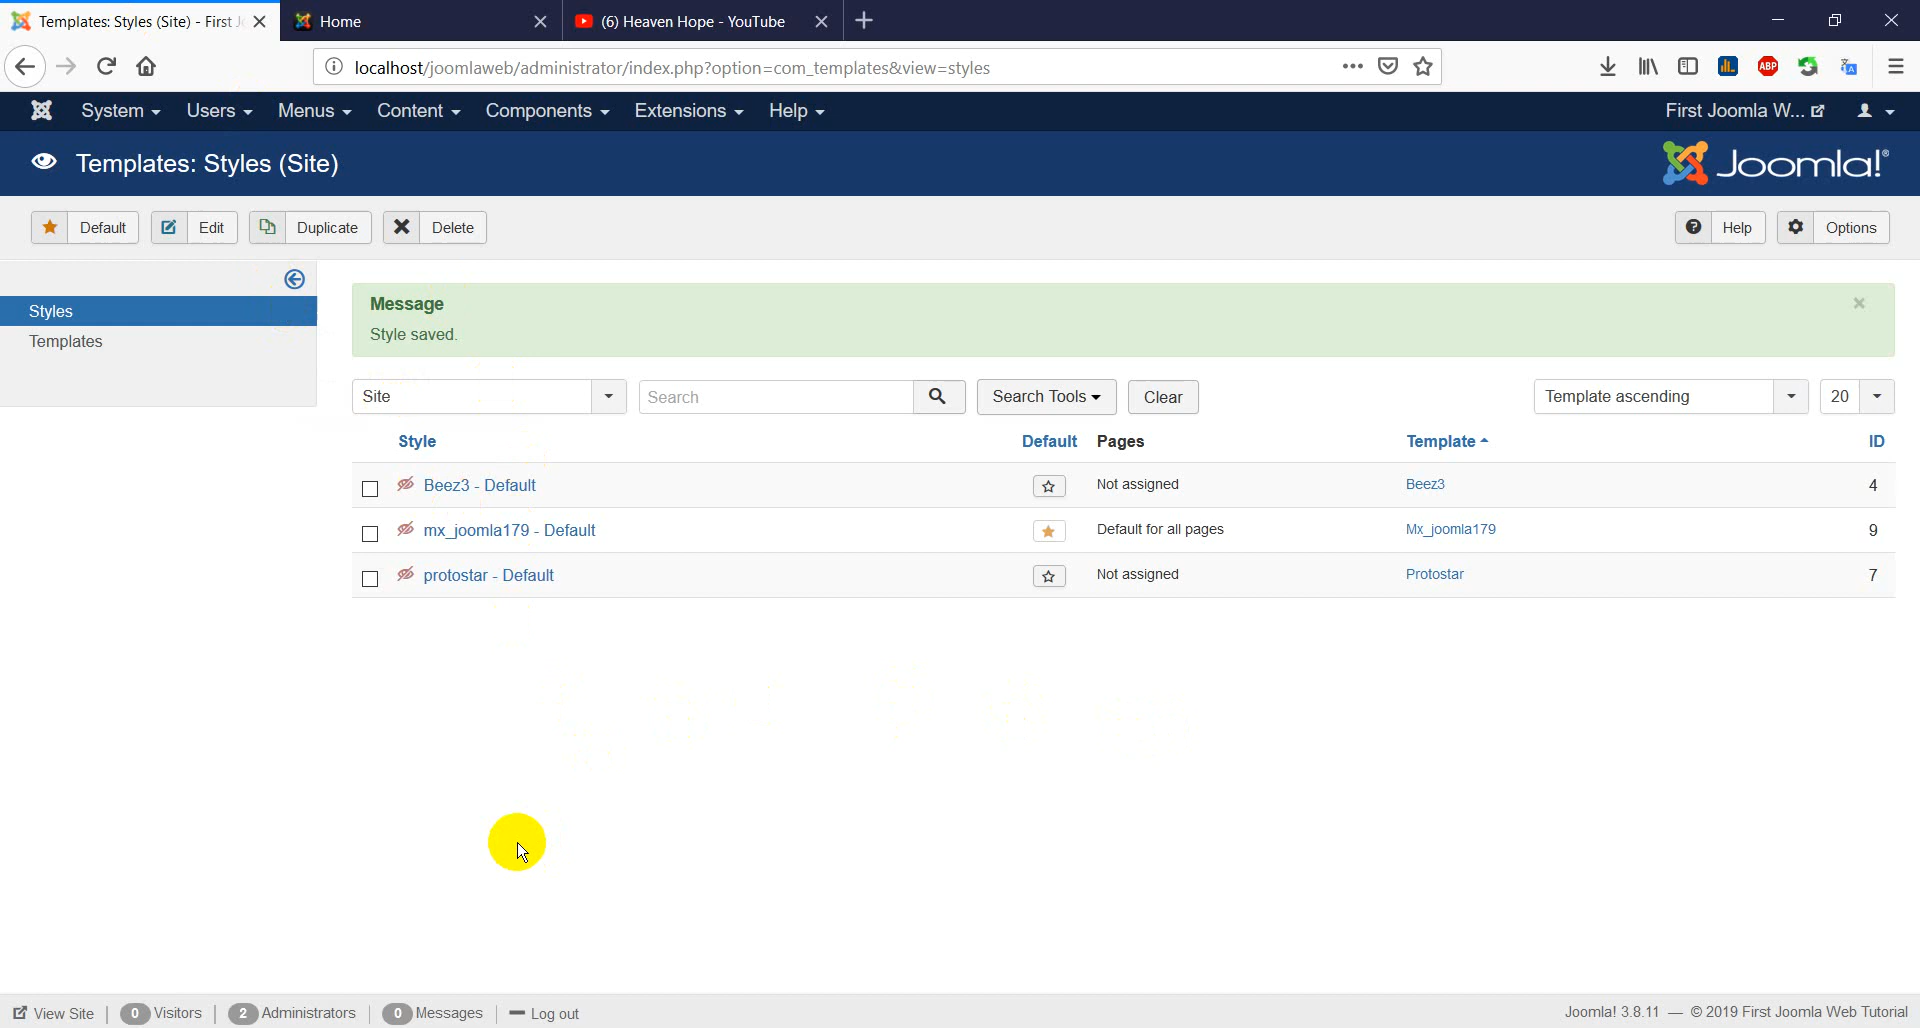 Templates: Styles (Site) - First J
Home
(6) Heaven Hope - YouTube
localhost/joomlaweb/administrator/index.php?option=com_templates&view=styles
ABP
System Users Menus Content Components Extensions Help
First Joomla W...
Templates: Styles (Site)
Joomla!®
Default Edit Duplicate Delete
Help Options
Styles
Templates
Message
Style saved.
Site Search Search Tools Clear Template ascending 20
Style Default Pages Template ID
Beez3 - Default Not assigned Beez3 4
mx_joomla179 - Default Default for all pages Mx_joomla179 9
protostar - Default Not assigned Protostar 7
View Site 0 Visitors 2 Administrators 0 Messages Log out
Joomla! 3.8.11 — © 2019 First Joomla Web Tutorial